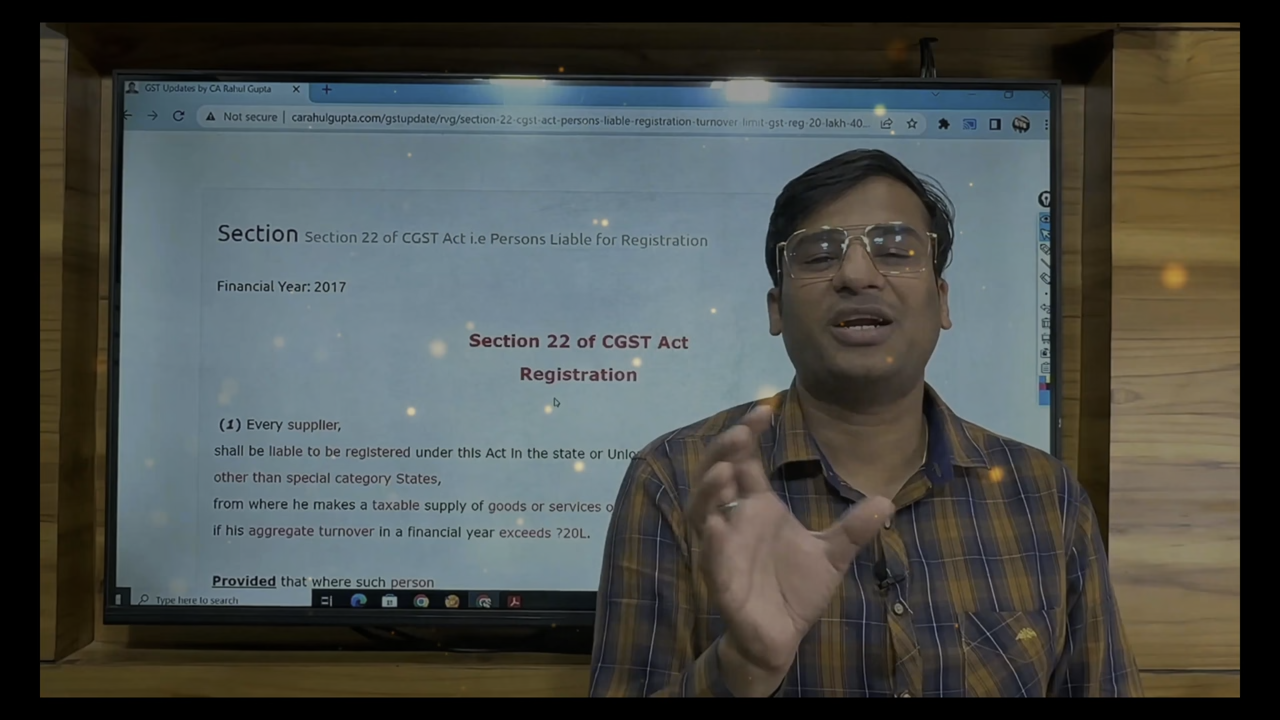 GST Updates by CA Rahul Gupta
Not secure | carahulgupta.com/gstupdate/rvg/section-22-cgst-act-persons-liable-registration-turnover-limit-gst-reg-20-lakh-40...
Section Section 22 of CGST Act i.e Persons Liable for Registration
Financial Year: 2017
Section 22 of CGST Act
Registration
(1) Every supplier,
shall be liable to be registered under this Act in the state or
other than special category States,
from where he makes a taxable supply of goods or services
if his aggregate turnover in a financial year exceeds ?20L.
Provided that where such person
Type here to search